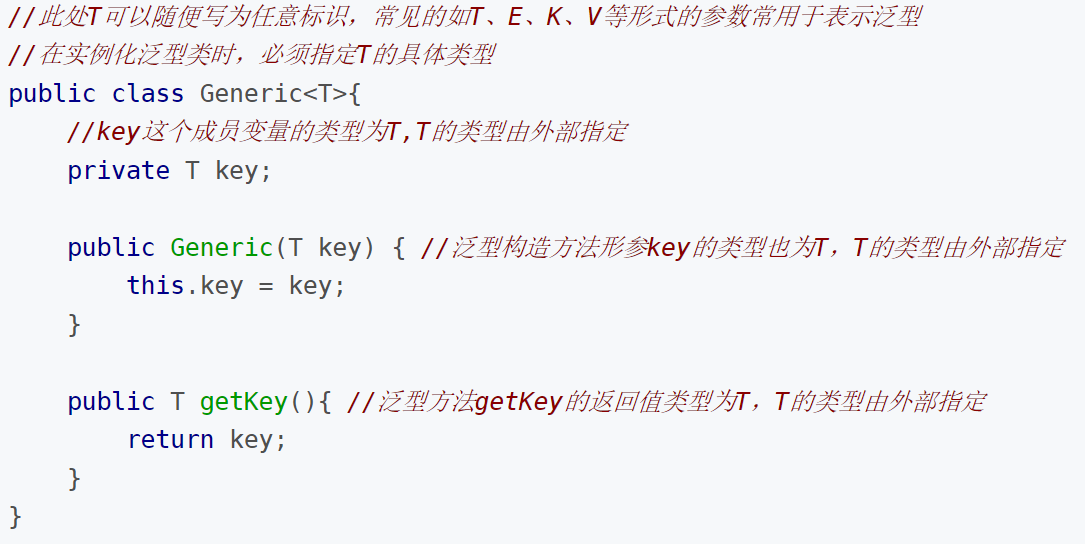 //此处T可以随便写为任意标识，常见的如T、E、K、V等形式的参数常用于表示泛型
//在实例化泛型类时，必须指定T的具体类型
public class Generic<T>{
    //key这个成员变量的类型为T,T的类型由外部指定
    private T key;

    public Generic(T key) { //泛型构造方法形参key的类型也为T，T的类型由外部指定
        this.key = key;
    }

    public T getKey(){ //泛型方法getKey的返回值类型为T，T的类型由外部指定
        return key;
    }
}